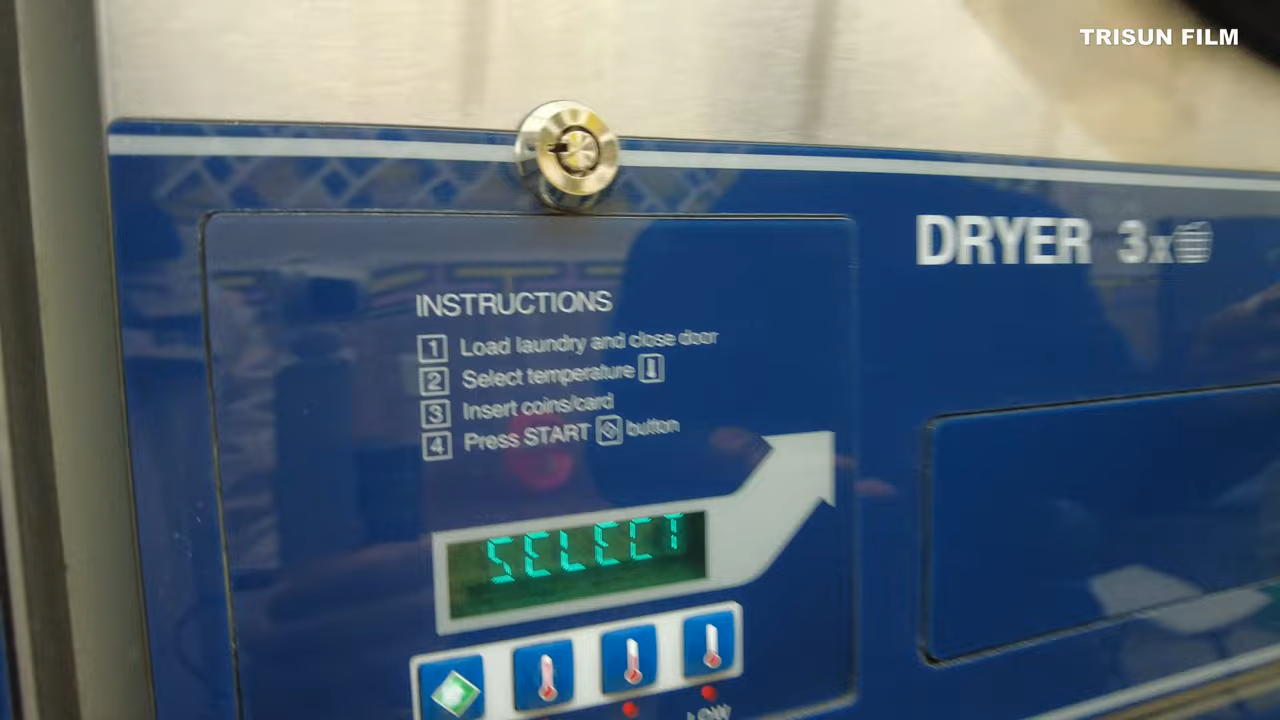 TRISUN FILM
DRYER 3x
INSTRUCTIONS
1 Load laundry and close door
2 Select temperature
3 Insert coins/card
4 Press START button
SELECT
LOW